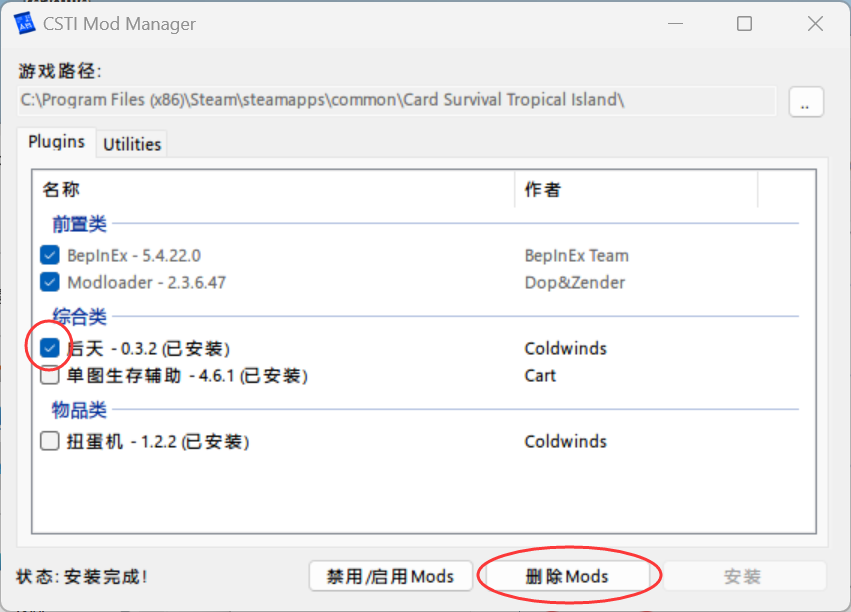 CSTI Mod Manager
游戏路径:
C:\Program Files (x86)\Steam\steamapps\common\Card Survival Tropical Island\ ..
Plugins Utilities
名称 作者
前置类
BepInEx - 5.4.22.0 BepInEx Team
Modloader - 2.3.6.47 Dop&Zender
综合类
后天 - 0.3.2 (已安装) Coldwinds
单图生存辅助 - 4.6.1 (已安装) Cart
物品类
扭蛋机 - 1.2.2 (已安装) Coldwinds
状态: 安装完成! 禁用/启用Mods 删除Mods 安装